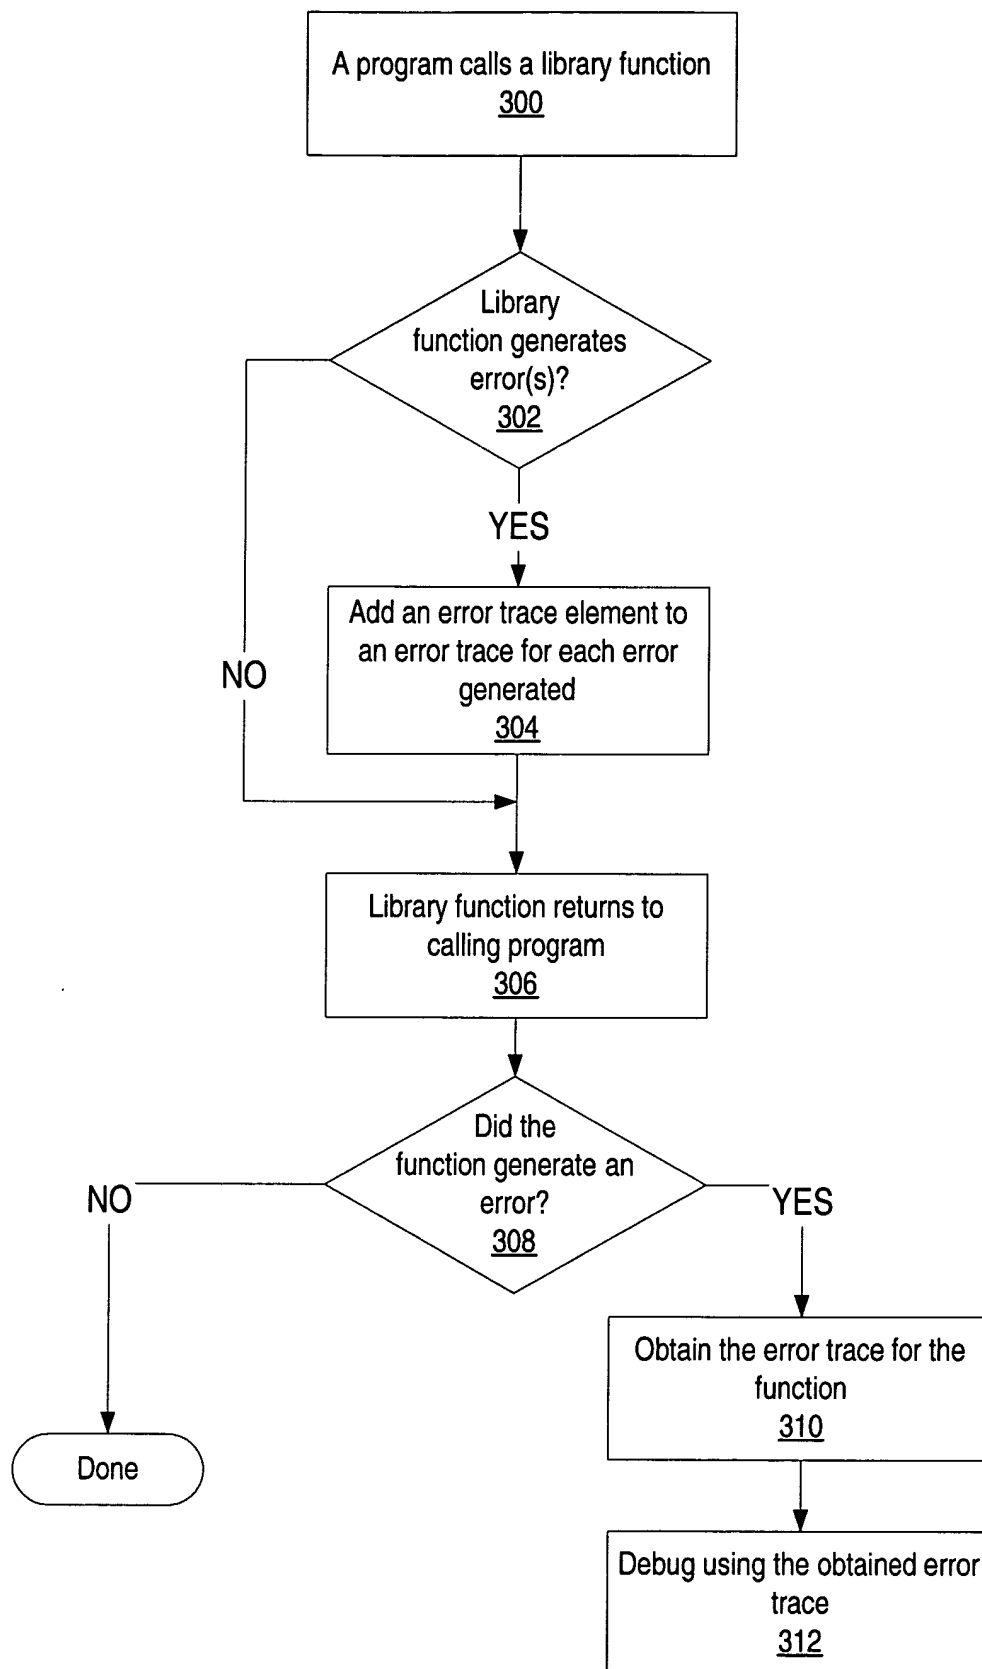 A program calls a library function
300
Library
function generates
error(s)?
302
YES
Add an error trace element to
an error trace for each error
generated
304
NO
Library function returns to
calling program
306
Did the
function generate an
error?
308
NO
YES
Obtain the error trace for the
function
310
Done
Debug using the obtained error
trace
312